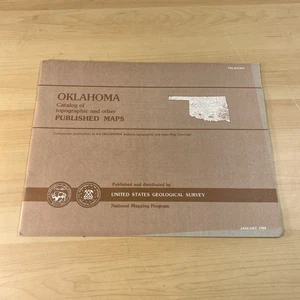 OKLAHOMA
Catalog of
topographic and other
PUBLISHED MAPS
Published and distributed by
UNITED STATES GEOLOGICAL SURVEY
National Mapping Program